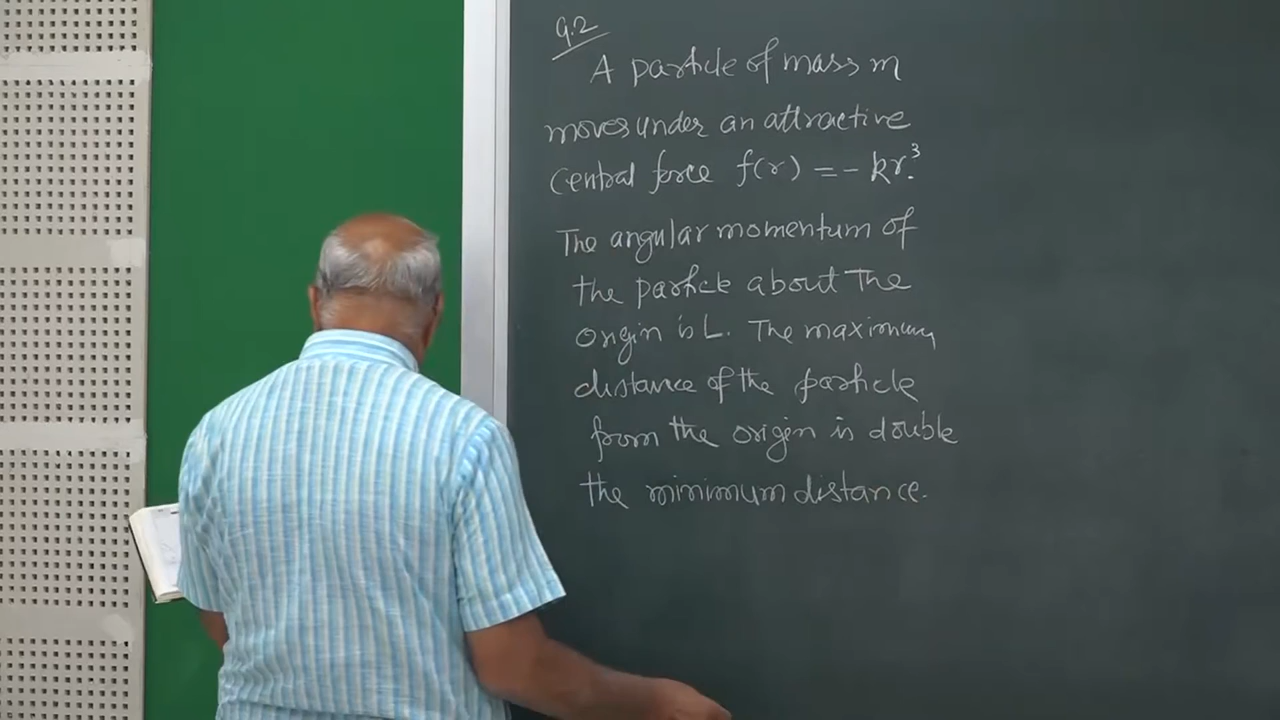 Q.2
A particle of mass m
moves under an attractive
central force f(r) = - kr³.
The angular momentum of
the particle about the
origin is L. The maximum
distance of the particle
from the origin is double
the minimum distance.